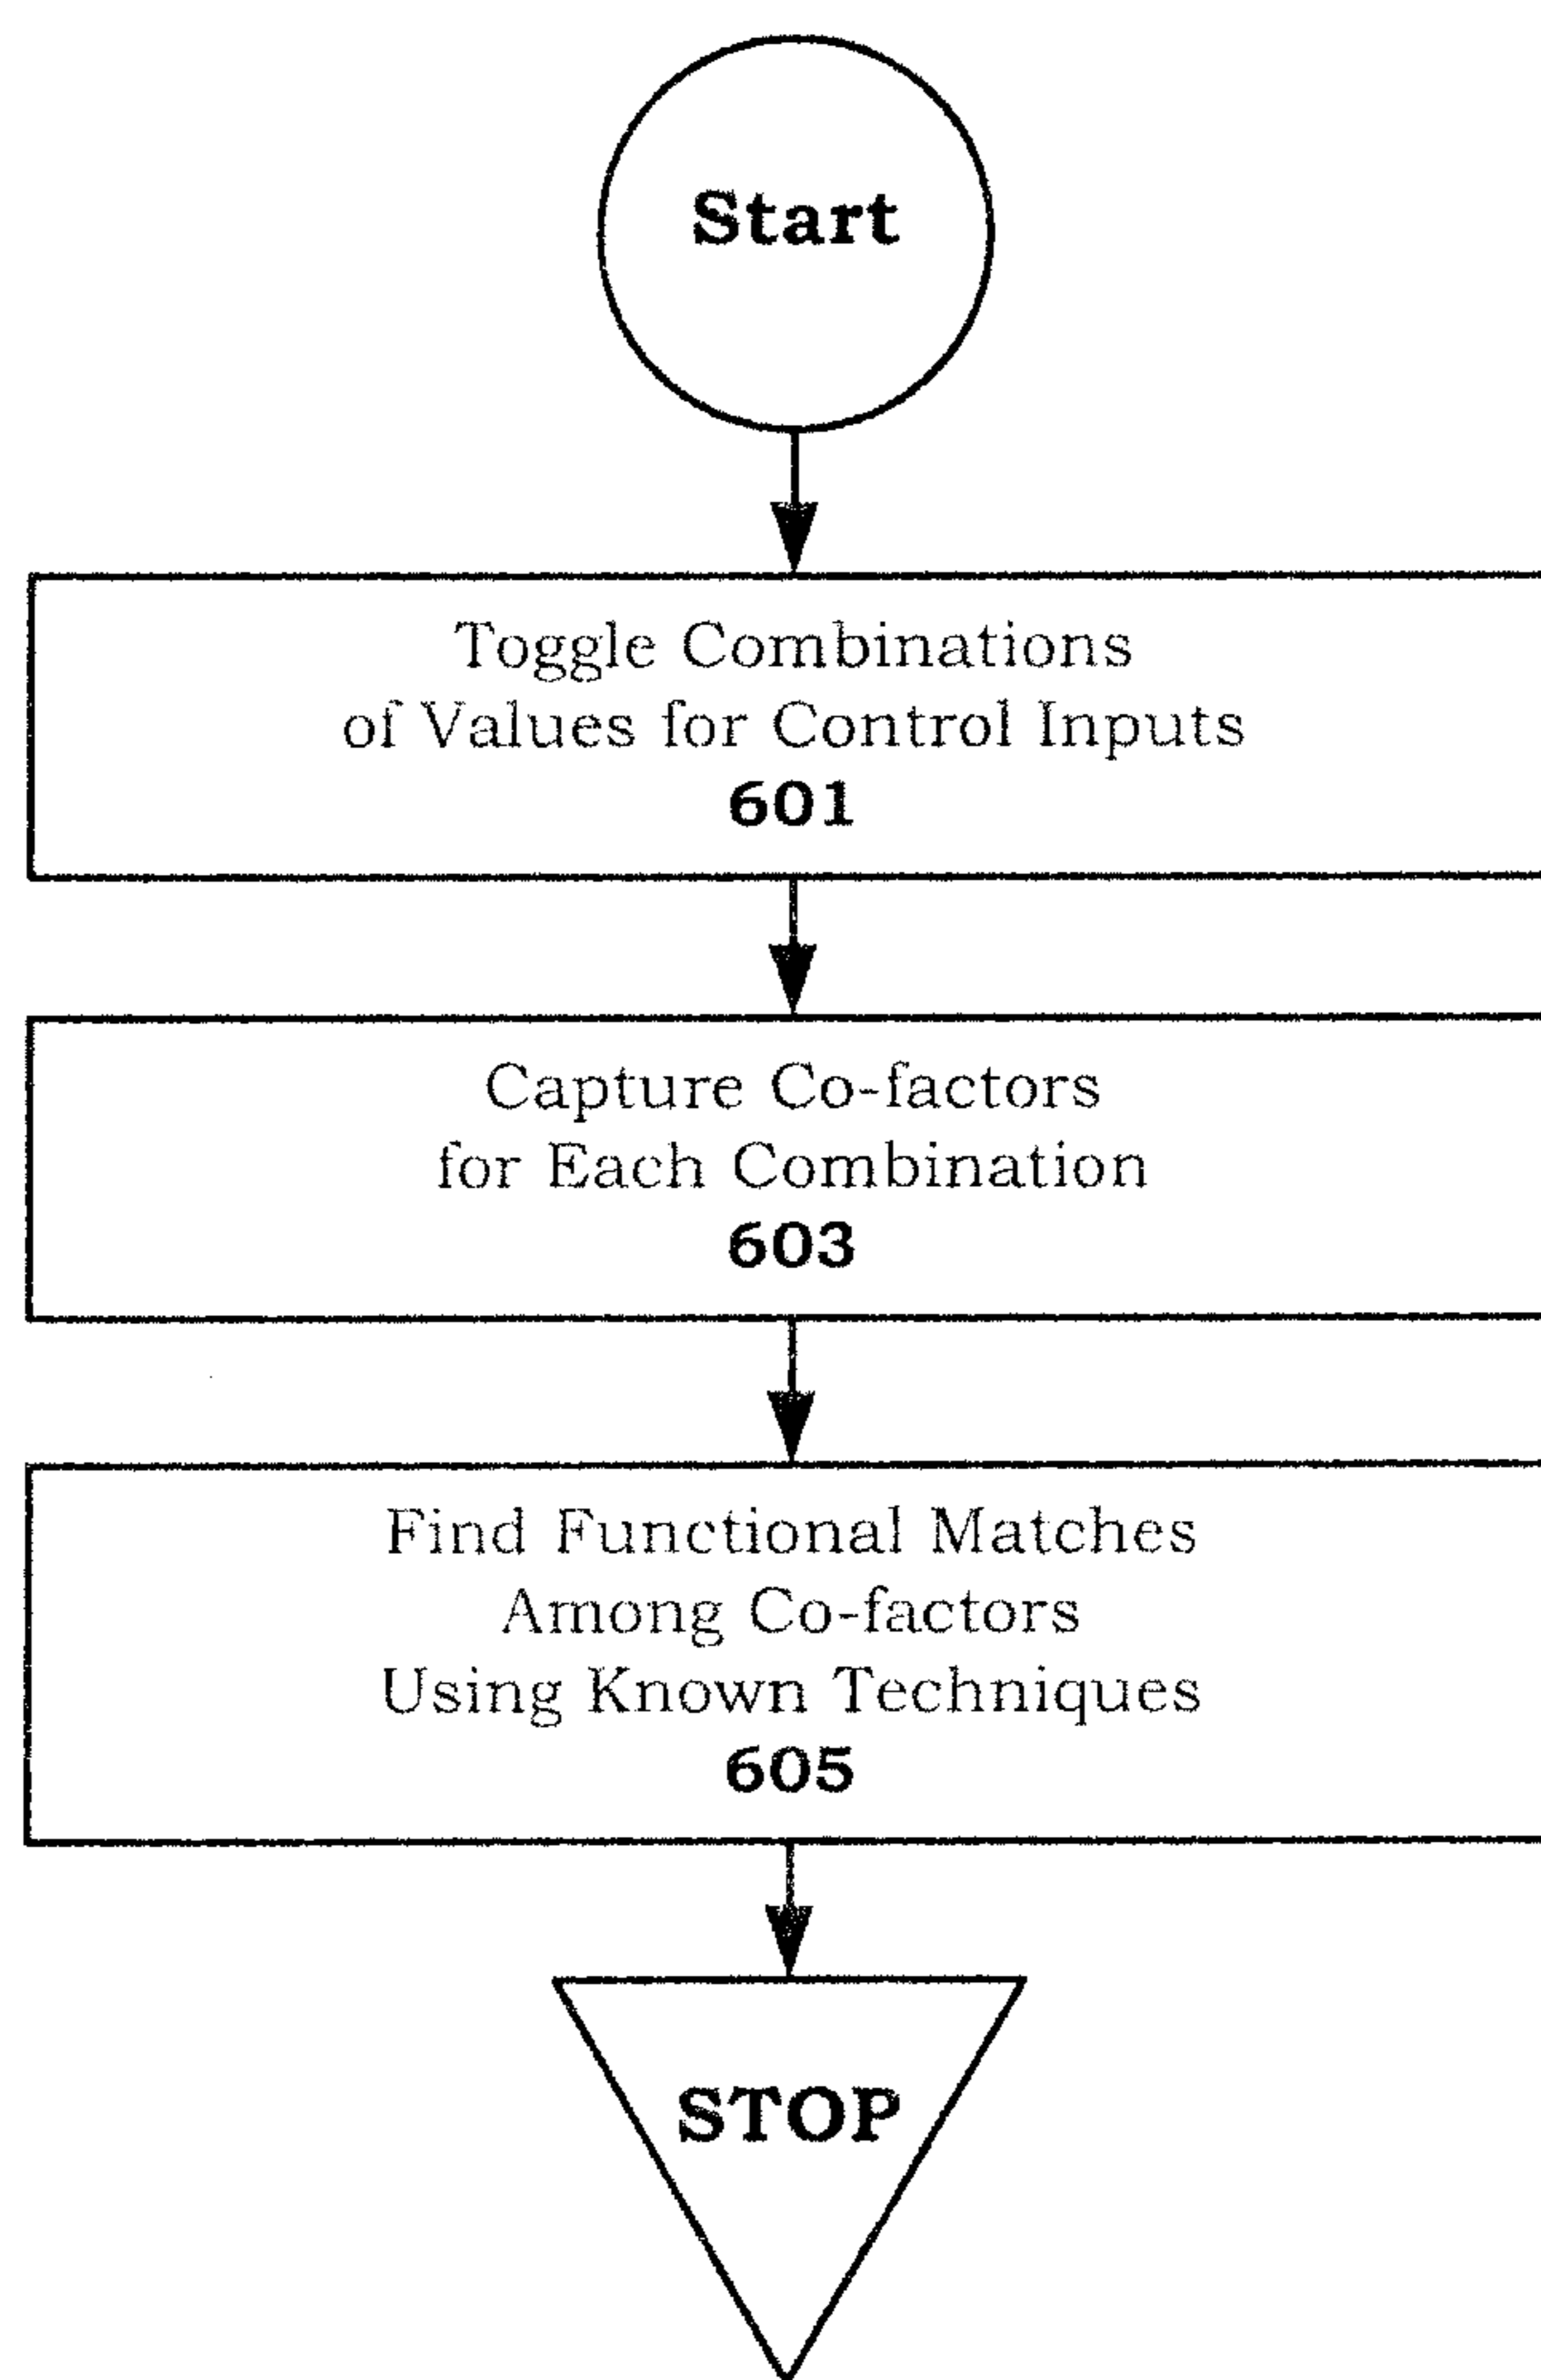 Start
Toggle Combinations
of Values for Control Inputs
601
Capture Co-factors
for Each Combination
603
Find Functional Matches
Among Co-factors
Using Known Techniques
605
STOP